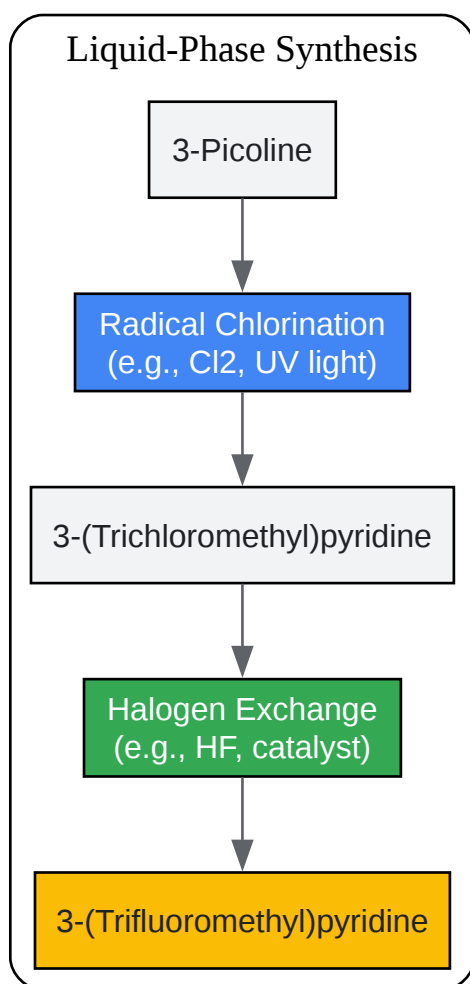 Liquid-Phase Synthesis
3-Picoline
Radical Chlorination
(e.g., Cl2, UV light)
3-(Trichloromethyl)pyridine
Halogen Exchange
(e.g., HF, catalyst)
3-(Trifluoromethyl)pyridine